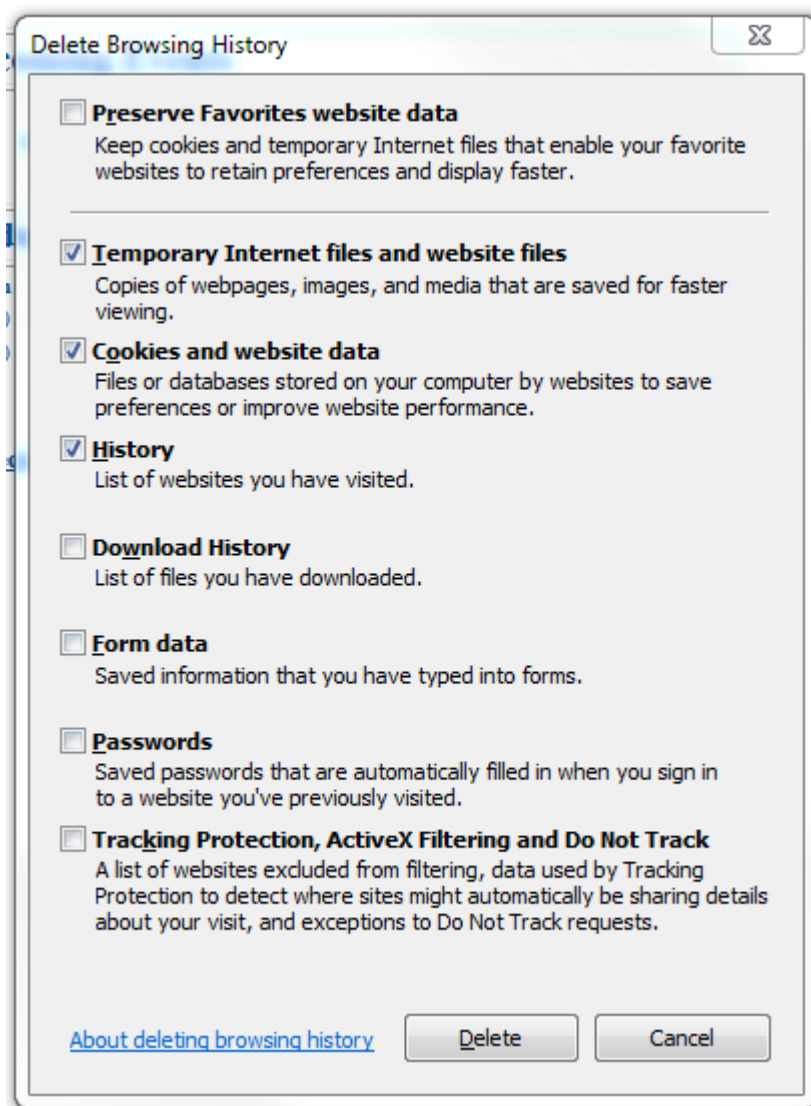 Delete Browsing History
Preserve Favorites website data
Keep cookies and temporary Internet files that enable your favorite
websites to retain preferences and display faster.
Temporary Internet files and website files
Copies of webpages, images, and media that are saved for faster
viewing.
Cookies and website data
Files or databases stored on your computer by websites to save
preferences or improve website performance.
History
List of websites you have visited.
Download History
List of files you have downloaded.
Form data
Saved information that you have typed into forms.
Passwords
Saved passwords that are automatically filled in when you sign in
to a website you've previously visited.
Tracking Protection, ActiveX Filtering and Do Not Track
A list of websites excluded from filtering, data used by Tracking
Protection to detect where sites might automatically be sharing details
about your visit, and exceptions to Do Not Track requests.
About deleting browsing history
Delete
Cancel